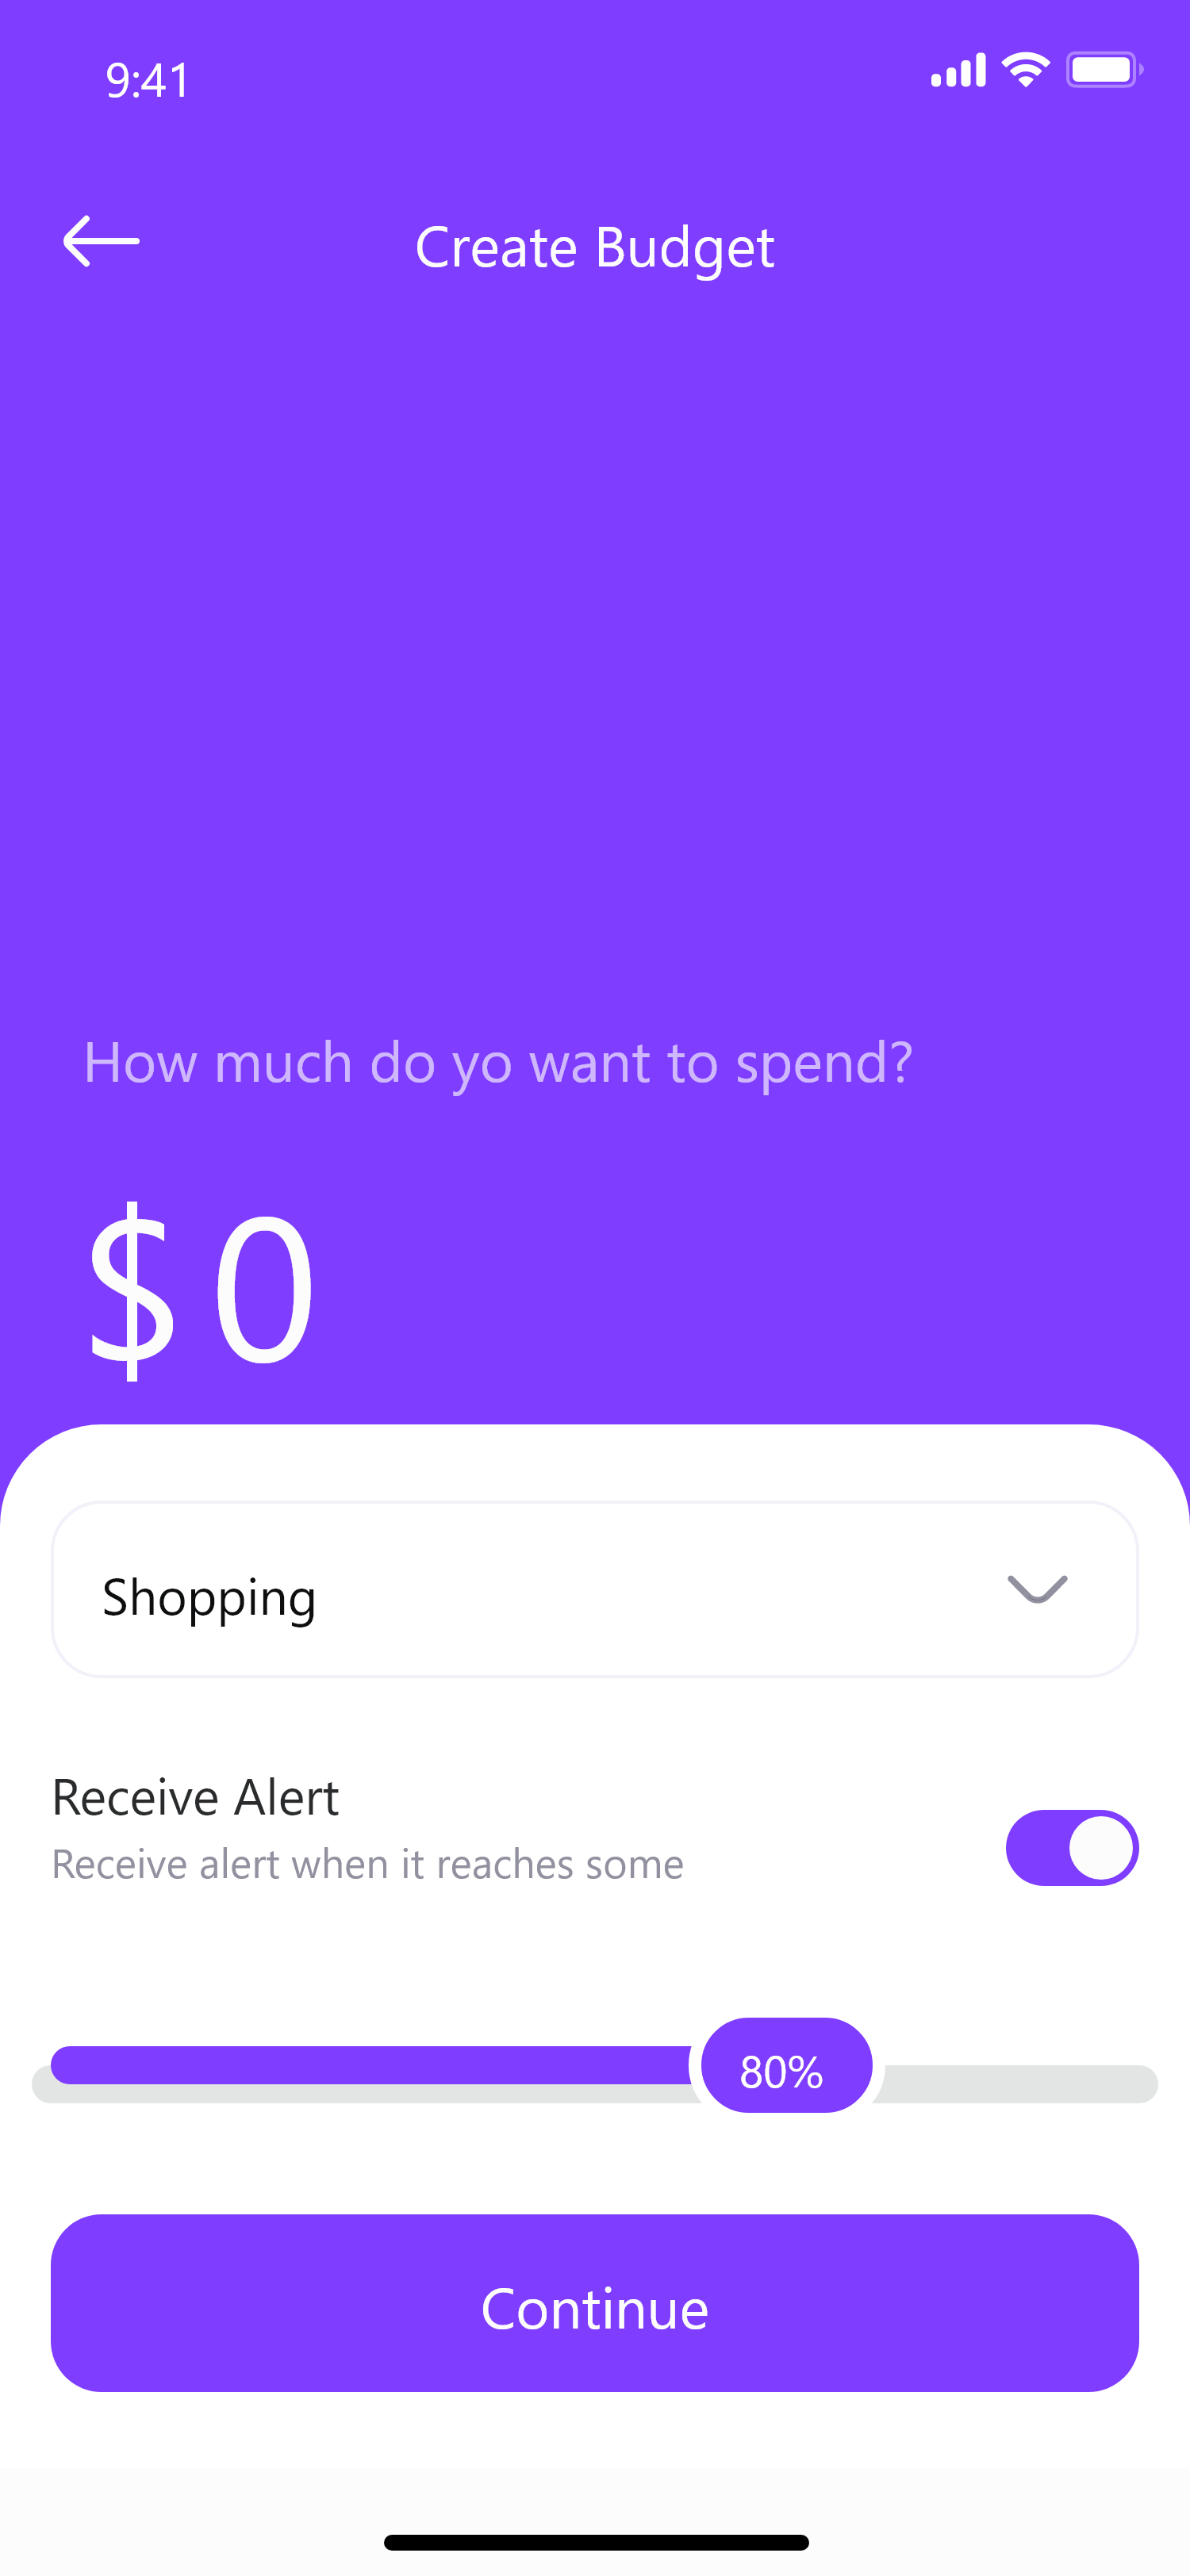 9:41
Create Budget
How much do yo want to spend?
$ 0
Shopping
Receive Alert
Receive alert when it reaches some
80%
Continue